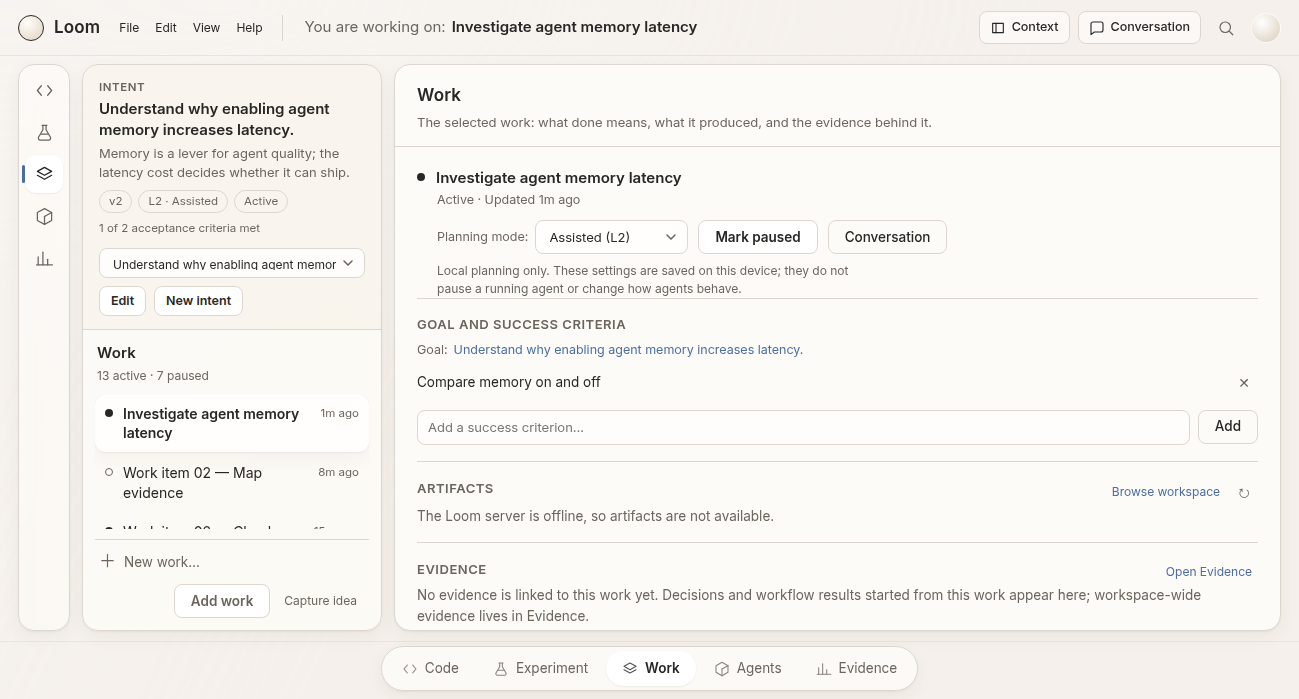 Loom File Edit View Help You are working on: Investigate agent memory latency Context Conversation
INTENT
Understand why enabling agent
memory increases latency.
Memory is a lever for agent quality; the
latency cost decides whether it can ship.
v2 L2 · Assisted Active
1 of 2 acceptance criteria met
Understand why enabling agent memor
Edit New intent
Work
13 active · 7 paused
Investigate agent memory 1m ago
latency
Work item 02 — Map 8m ago
evidence
New work...
Add work Capture idea
Work
The selected work: what done means, what it produced, and the evidence behind it.
Investigate agent memory latency
Active · Updated 1m ago
Planning mode: Assisted (L2) Mark paused Conversation
Local planning only. These settings are saved on this device; they do not
pause a running agent or change how agents behave.
GOAL AND SUCCESS CRITERIA
Goal: Understand why enabling agent memory increases latency.
Compare memory on and off ✕
Add a success criterion... Add
ARTIFACTS Browse workspace ↻
The Loom server is offline, so artifacts are not available.
EVIDENCE Open Evidence
No evidence is linked to this work yet. Decisions and workflow results started from this work appear here; workspace-wide
evidence lives in Evidence.
Code Experiment Work Agents Evidence